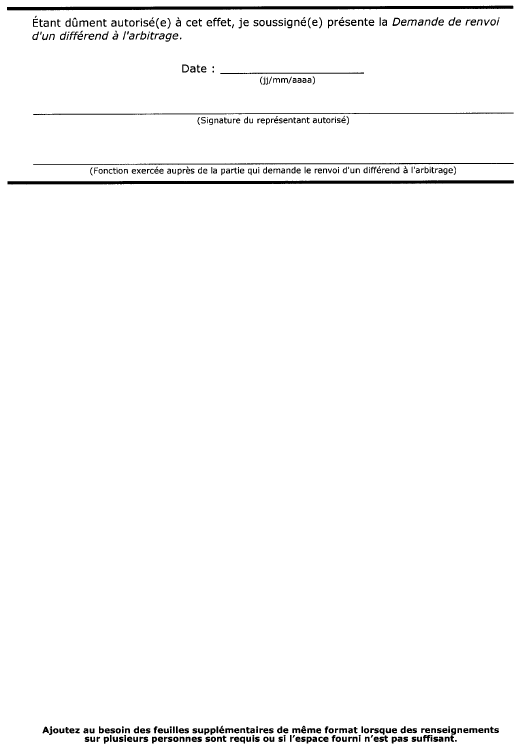 Étant dûment autorisé(e) à cet effet, je soussigné(e) présente la Demande de renvoi
d'un différend à l'arbitrage.
Date : ____________________
(jj/mm/aaaa)
(Signature du représentant autorisé)
(Fonction exercée auprès de la partie qui demande le renvoi d'un différend à l'arbitrage)
Ajoutez au besoin des feuilles supplémentaires de même format lorsque des renseignements
sur plusieurs personnes sont requis ou si l'espace fourni n'est pas suffisant.